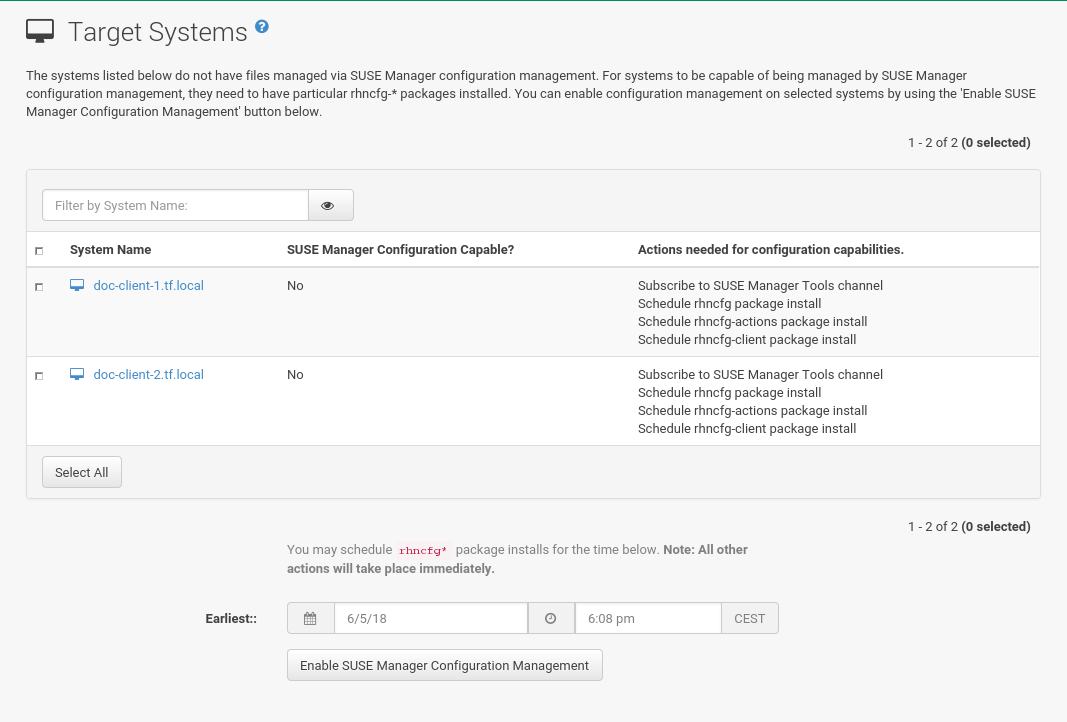 Target Systems ?
The systems listed below do not have files managed via SUSE Manager configuration management. For systems to be capable of being managed by SUSE Manager
configuration management, they need to have particular rhncfg-* packages installed. You can enable configuration management on selected systems by using the 'Enable SUSE
Manager Configuration Management' button below.
1 - 2 of 2 (0 selected)
Filter by System Name:
System Name SUSE Manager Configuration Capable? Actions needed for configuration capabilities.
doc-client-1.tf.local No Subscribe to SUSE Manager Tools channel
Schedule rhncfg package install
Schedule rhncfg-actions package install
Schedule rhncfg-client package install
doc-client-2.tf.local No Subscribe to SUSE Manager Tools channel
Schedule rhncfg package install
Schedule rhncfg-actions package install
Schedule rhncfg-client package install
Select All
1 - 2 of 2 (0 selected)
You may schedule rhncfg* package installs for the time below. Note: All other
actions will take place immediately.
Earliest:: 6/5/18 6:08 pm CEST
Enable SUSE Manager Configuration Management